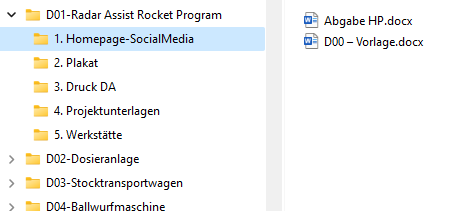 D01-Radar Assist Rocket Program
1. Homepage-SocialMedia
2. Plakat
3. Druck DA
4. Projektunterlagen
5. Werkstätte
D02-Dosieranlage
D03-Stocktransportwagen
D04-Ballwurfmaschine
Abgabe HP.docx
D00 – Vorlage.docx